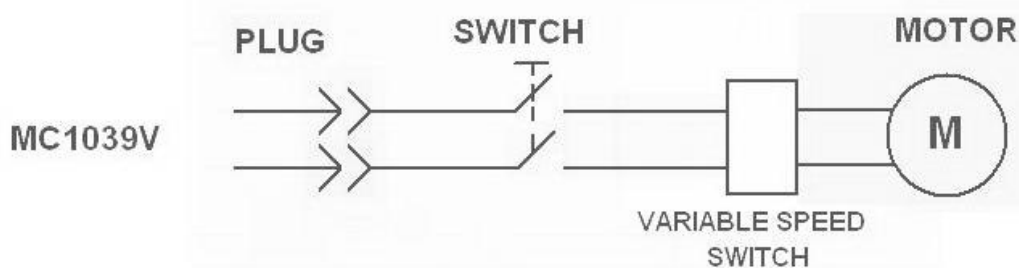 PLUG
SWITCH
MOTOR
MC1039V
M
VARIABLE SPEED
SWITCH